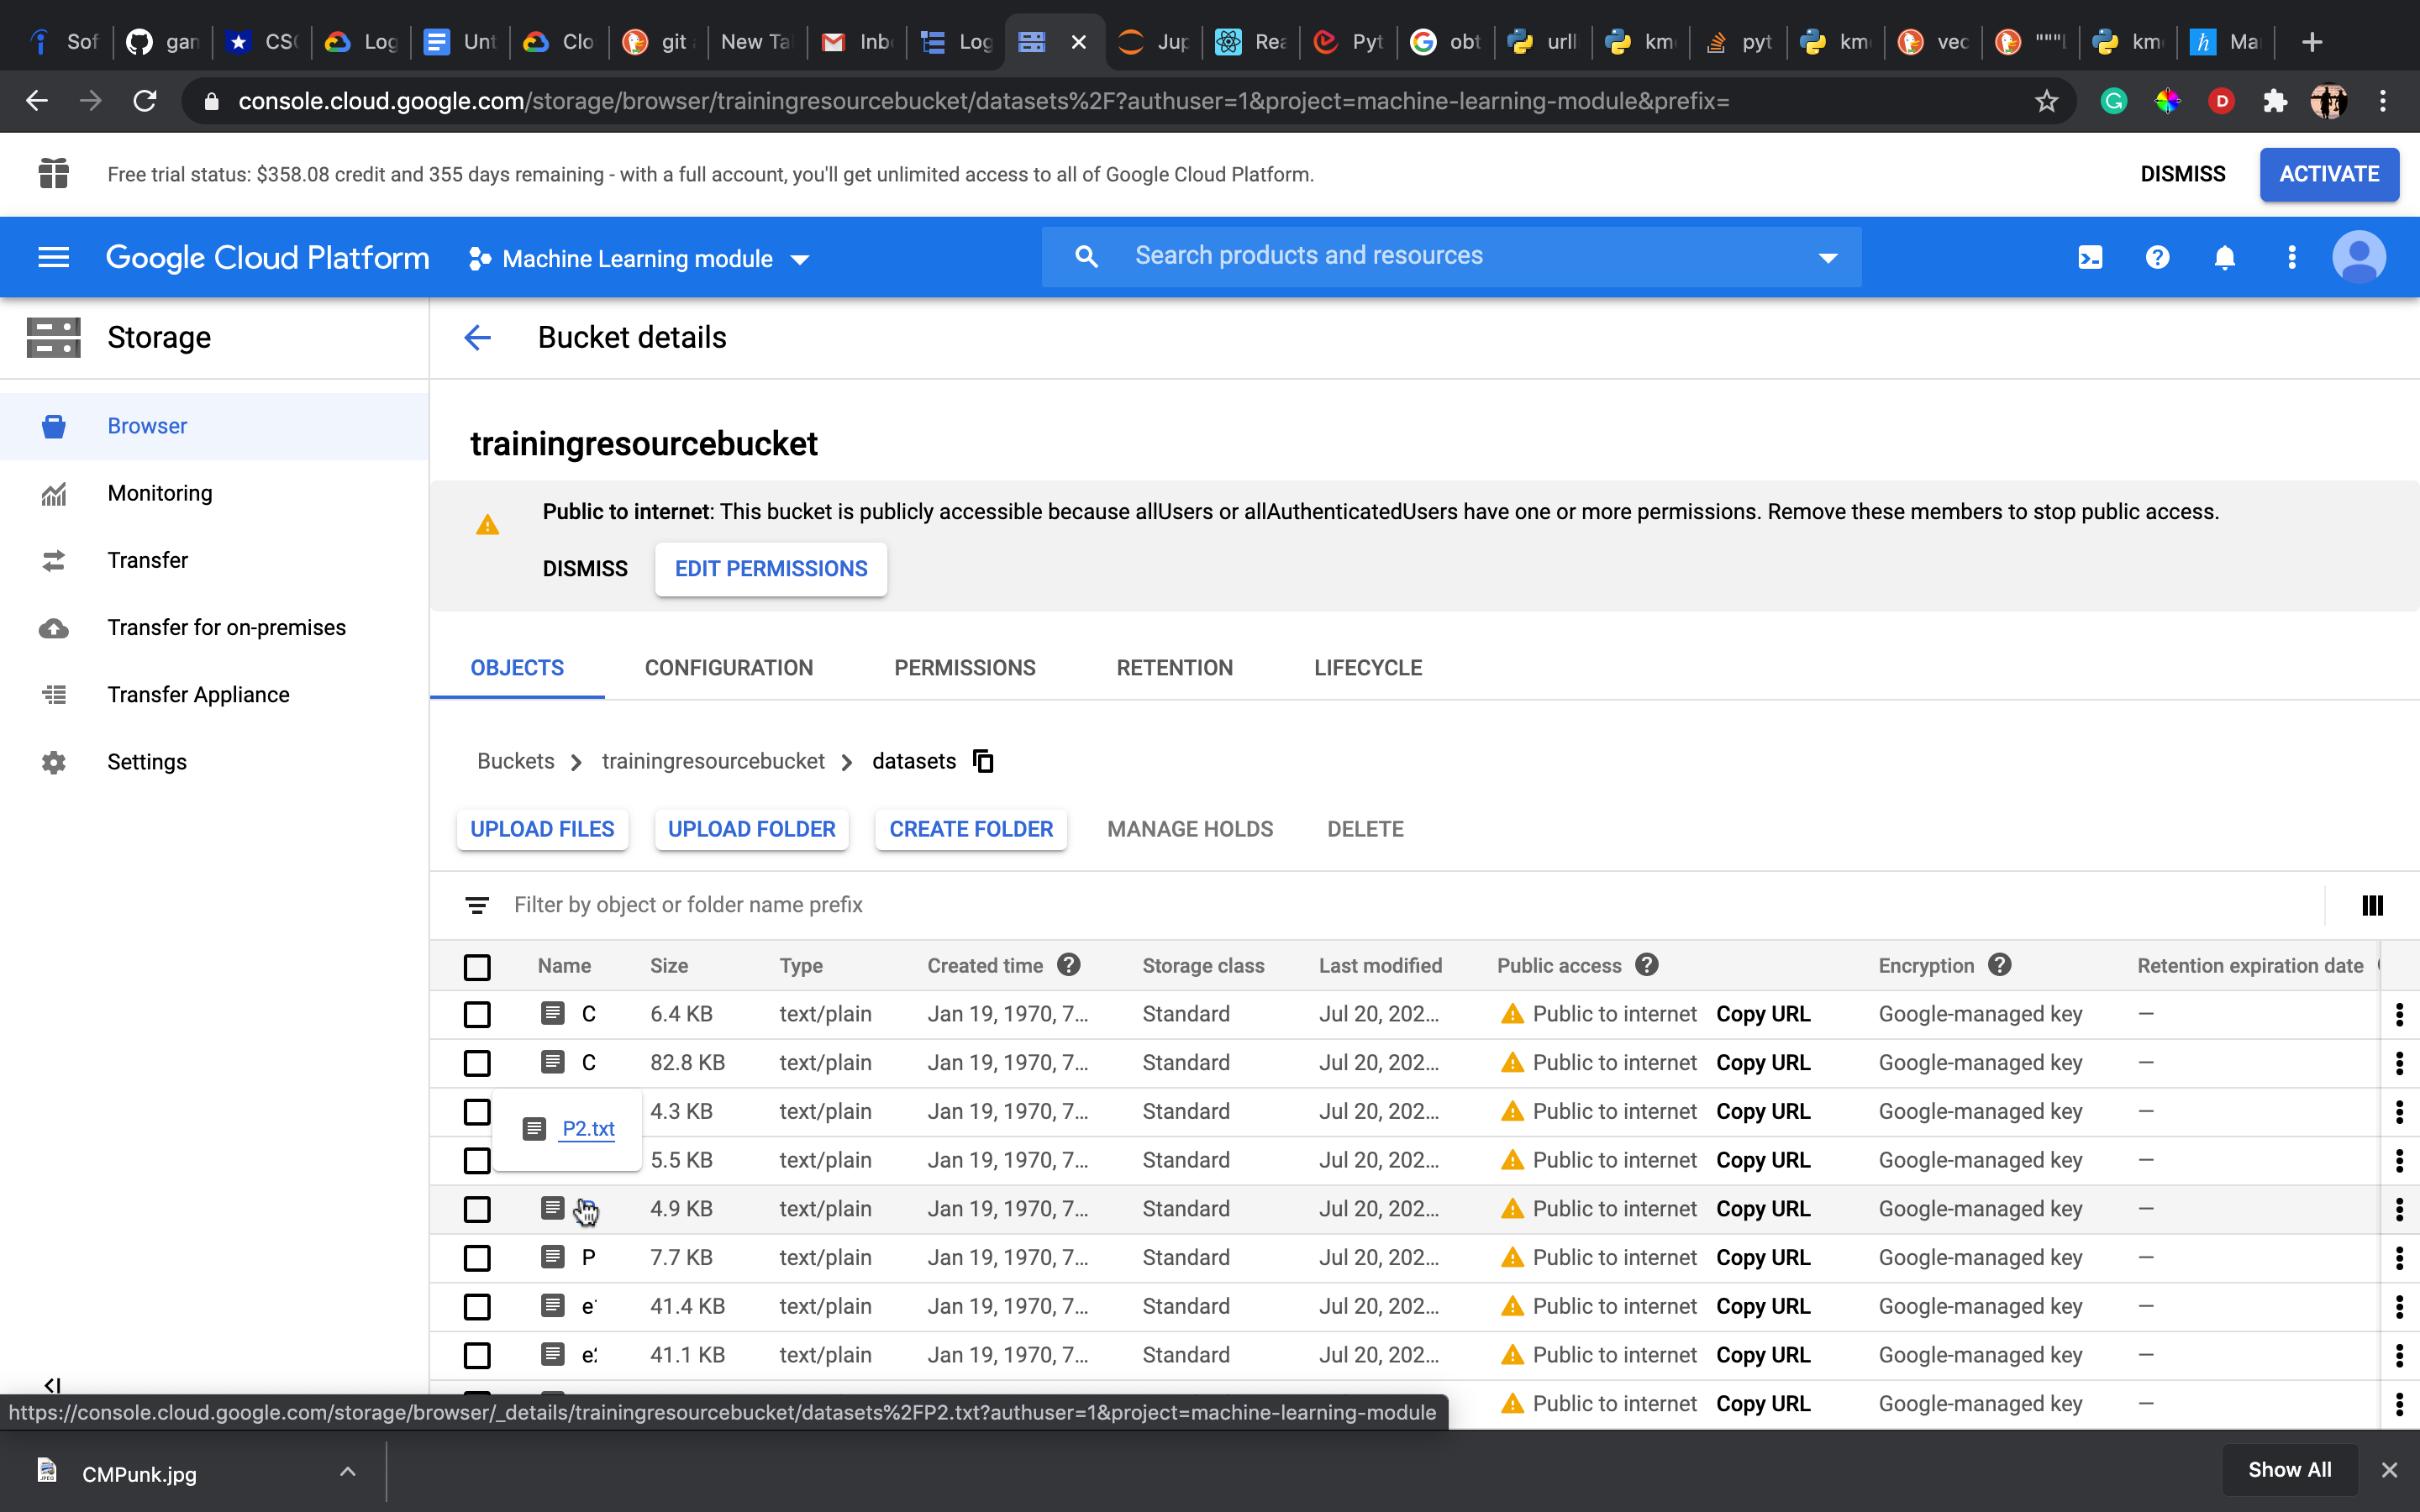 Sof gan CS Log Unt Clo git New Ta Inb Log Jup Rea Pyt obt urll km pyt km vec """ km Ma
console.cloud.google.com/storage/browser/trainingresourcebucket/datasets%2F?authuser=1&project=machine-learning-module&prefix=
Free trial status: $358.08 credit and 355 days remaining - with a full account, you'll get unlimited access to all of Google Cloud Platform. DISMISS ACTIVATE
Google Cloud Platform Machine Learning module Search products and resources
Storage Bucket details
Browser
Monitoring
Transfer
Transfer for on-premises
Transfer Appliance
Settings
trainingresourcebucket
Public to internet: This bucket is publicly accessible because allUsers or allAuthenticatedUsers have one or more permissions. Remove these members to stop public access.
DISMISS EDIT PERMISSIONS
OBJECTS CONFIGURATION PERMISSIONS RETENTION LIFECYCLE
Buckets > trainingresourcebucket > datasets
UPLOAD FILES UPLOAD FOLDER CREATE FOLDER MANAGE HOLDS DELETE
Filter by object or folder name prefix
Name Size Type Created time Storage class Last modified Public access Encryption Retention expiration date
C 6.4 KB text/plain Jan 19, 1970, 7... Standard Jul 20, 202... Public to internet Copy URL Google-managed key —
C 82.8 KB text/plain Jan 19, 1970, 7... Standard Jul 20, 202... Public to internet Copy URL Google-managed key —
4.3 KB text/plain Jan 19, 1970, 7... Standard Jul 20, 202... Public to internet Copy URL Google-managed key —
P2.txt
5.5 KB text/plain Jan 19, 1970, 7... Standard Jul 20, 202... Public to internet Copy URL Google-managed key —
4.9 KB text/plain Jan 19, 1970, 7... Standard Jul 20, 202... Public to internet Copy URL Google-managed key —
P 7.7 KB text/plain Jan 19, 1970, 7... Standard Jul 20, 202... Public to internet Copy URL Google-managed key —
e 41.4 KB text/plain Jan 19, 1970, 7... Standard Jul 20, 202... Public to internet Copy URL Google-managed key —
e 41.1 KB text/plain Jan 19, 1970, 7... Standard Jul 20, 202... Public to internet Copy URL Google-managed key —
Public to internet Copy URL Google-managed key —
https://console.cloud.google.com/storage/browser/_details/trainingresourcebucket/datasets%2FP2.txt?authuser=1&project=machine-learning-module
CMPunk.jpg Show All